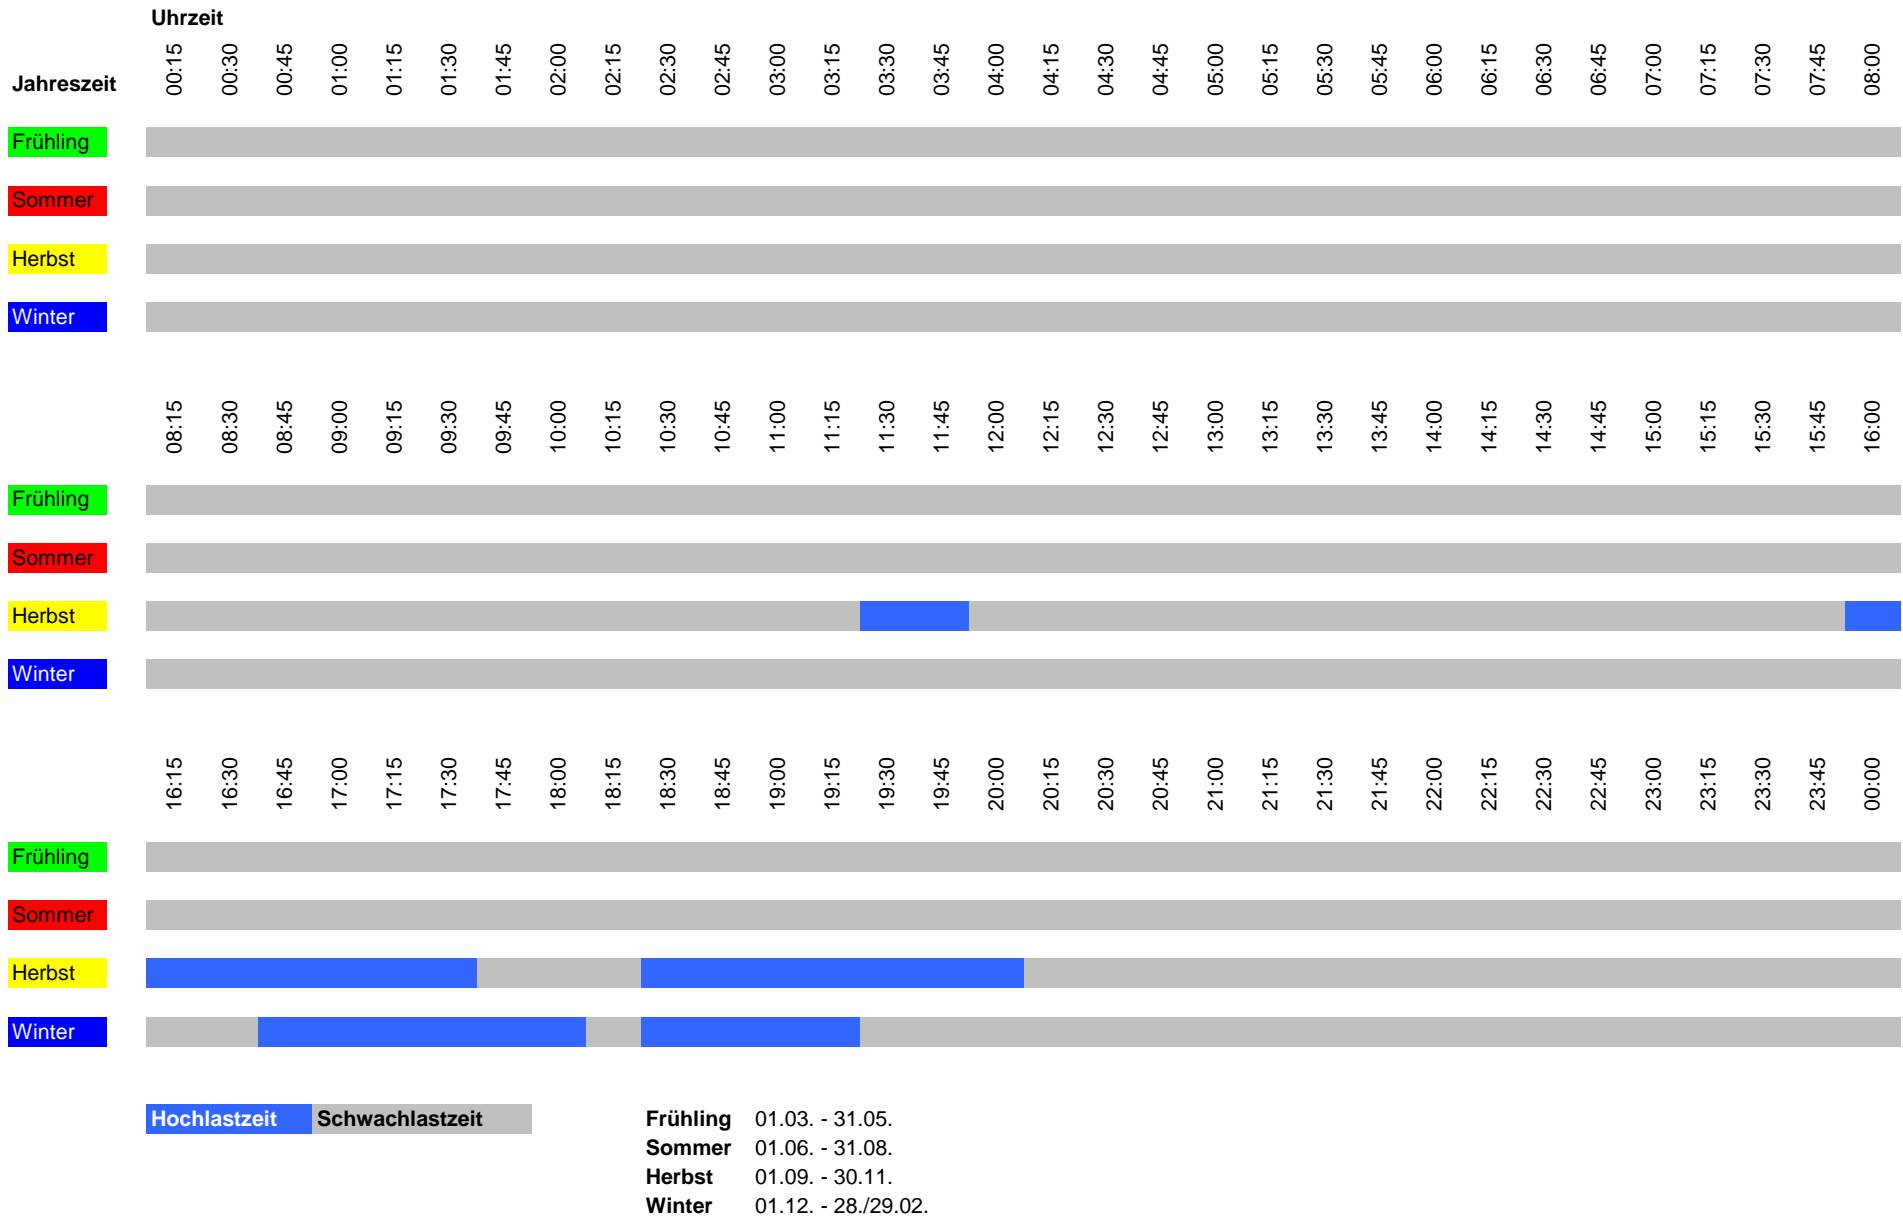 Uhrzeit
Jahreszeit 00:15 00:30 00:45 01:00 01:15 01:30 01:45 02:00 02:15 02:30 02:45 03:00 03:15 03:30 03:45 04:00 04:15 04:30 04:45 05:00 05:15 05:30 05:45 06:00 06:15 06:30 06:45 07:00 07:15 07:30 07:45 08:00
Frühling
Sommer
Herbst
Winter
08:15 08:30 08:45 09:00 09:15 09:30 09:45 10:00 10:15 10:30 10:45 11:00 11:15 11:30 11:45 12:00 12:15 12:30 12:45 13:00 13:15 13:30 13:45 14:00 14:15 14:30 14:45 15:00 15:15 15:30 15:45 16:00
Frühling
Sommer
Herbst
Winter
16:15 16:30 16:45 17:00 17:15 17:30 17:45 18:00 18:15 18:30 18:45 19:00 19:15 19:30 19:45 20:00 20:15 20:30 20:45 21:00 21:15 21:30 21:45 22:00 22:15 22:30 22:45 23:00 23:15 23:30 23:45 00:00
Frühling
Sommer
Herbst
Winter
Hochlastzeit Schwachlastzeit Frühling 01.03. - 31.05.
Sommer 01.06. - 31.08.
Herbst 01.09. - 30.11.
Winter 01.12. - 28./29.02.